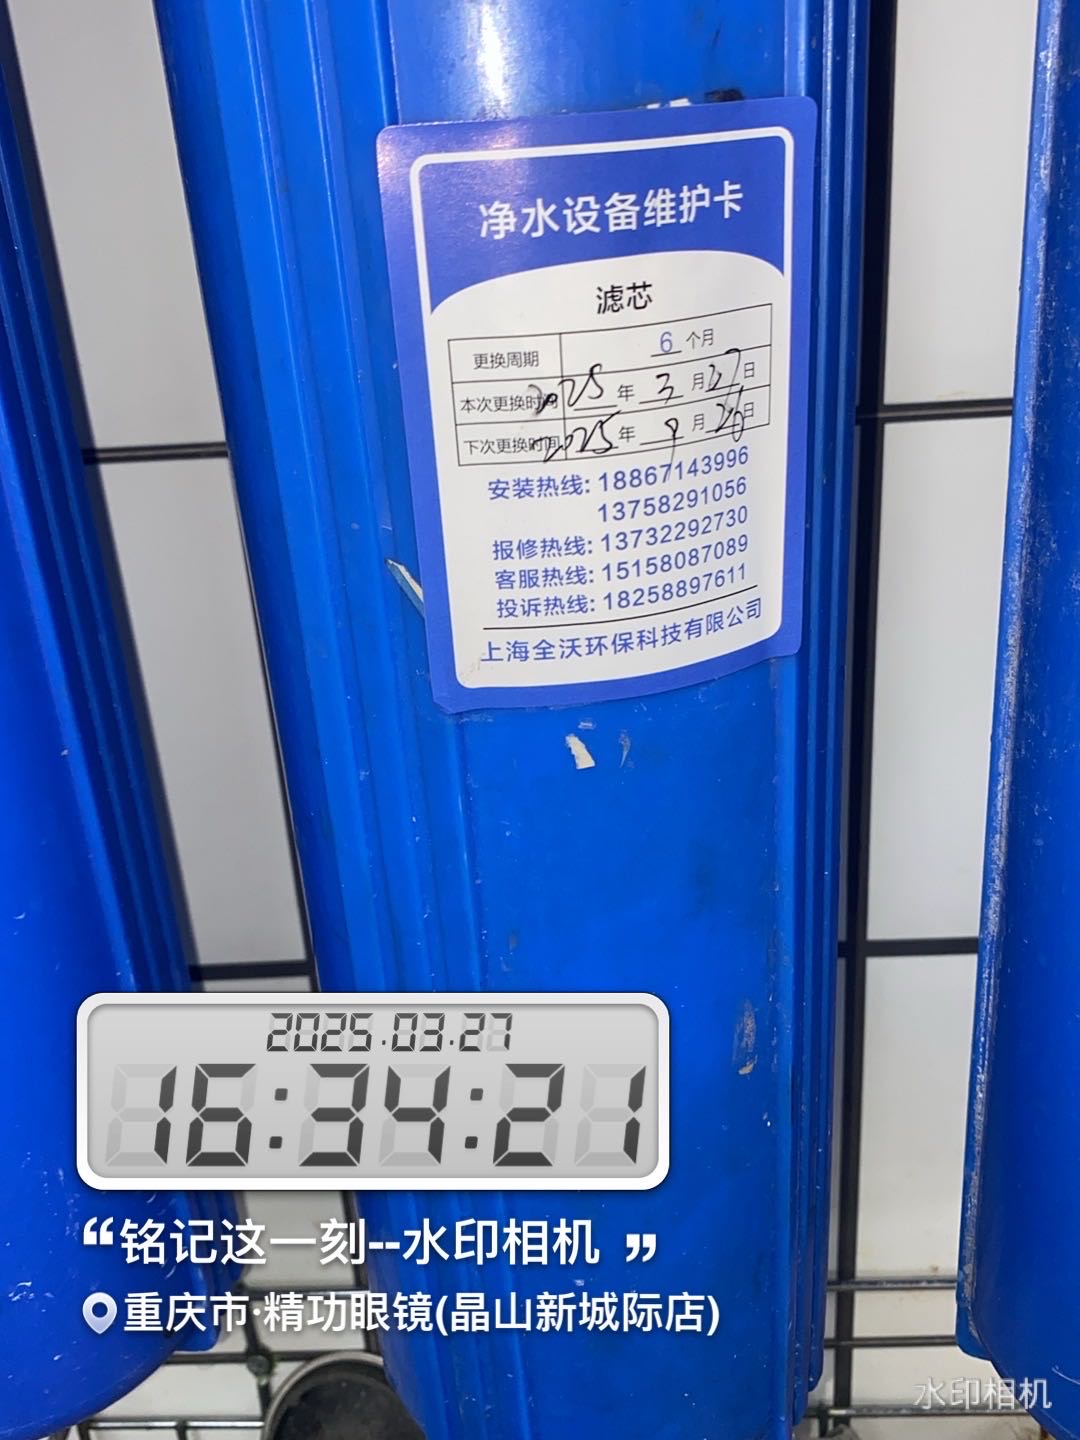 净水设备维护卡
滤芯
更换周期 6 个月
本次更换时间 2025 年 3 月 27 日
下次更换时间 2025 年 9 月 26 日
安装热线: 18867143996
13758291056
报修热线: 13732292730
客服热线: 15158087089
投诉热线: 18258897611
上海全沃环保科技有限公司
2025.03.27
16:34:21
“铭记这一刻--水印相机 ”
重庆市·精功眼镜(晶山新城际店)
水印相机